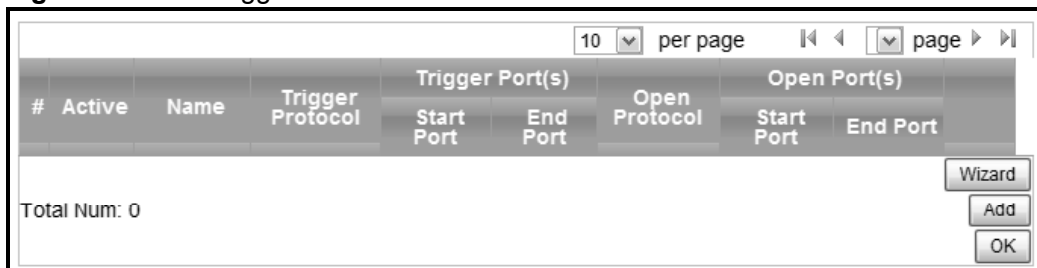 10 per page page
Trigger Port(s) Open Port(s)
# Active Name Trigger Protocol Start Port End Port Open Protocol Start Port End Port
Wizard
Total Num: 0 Add
OK